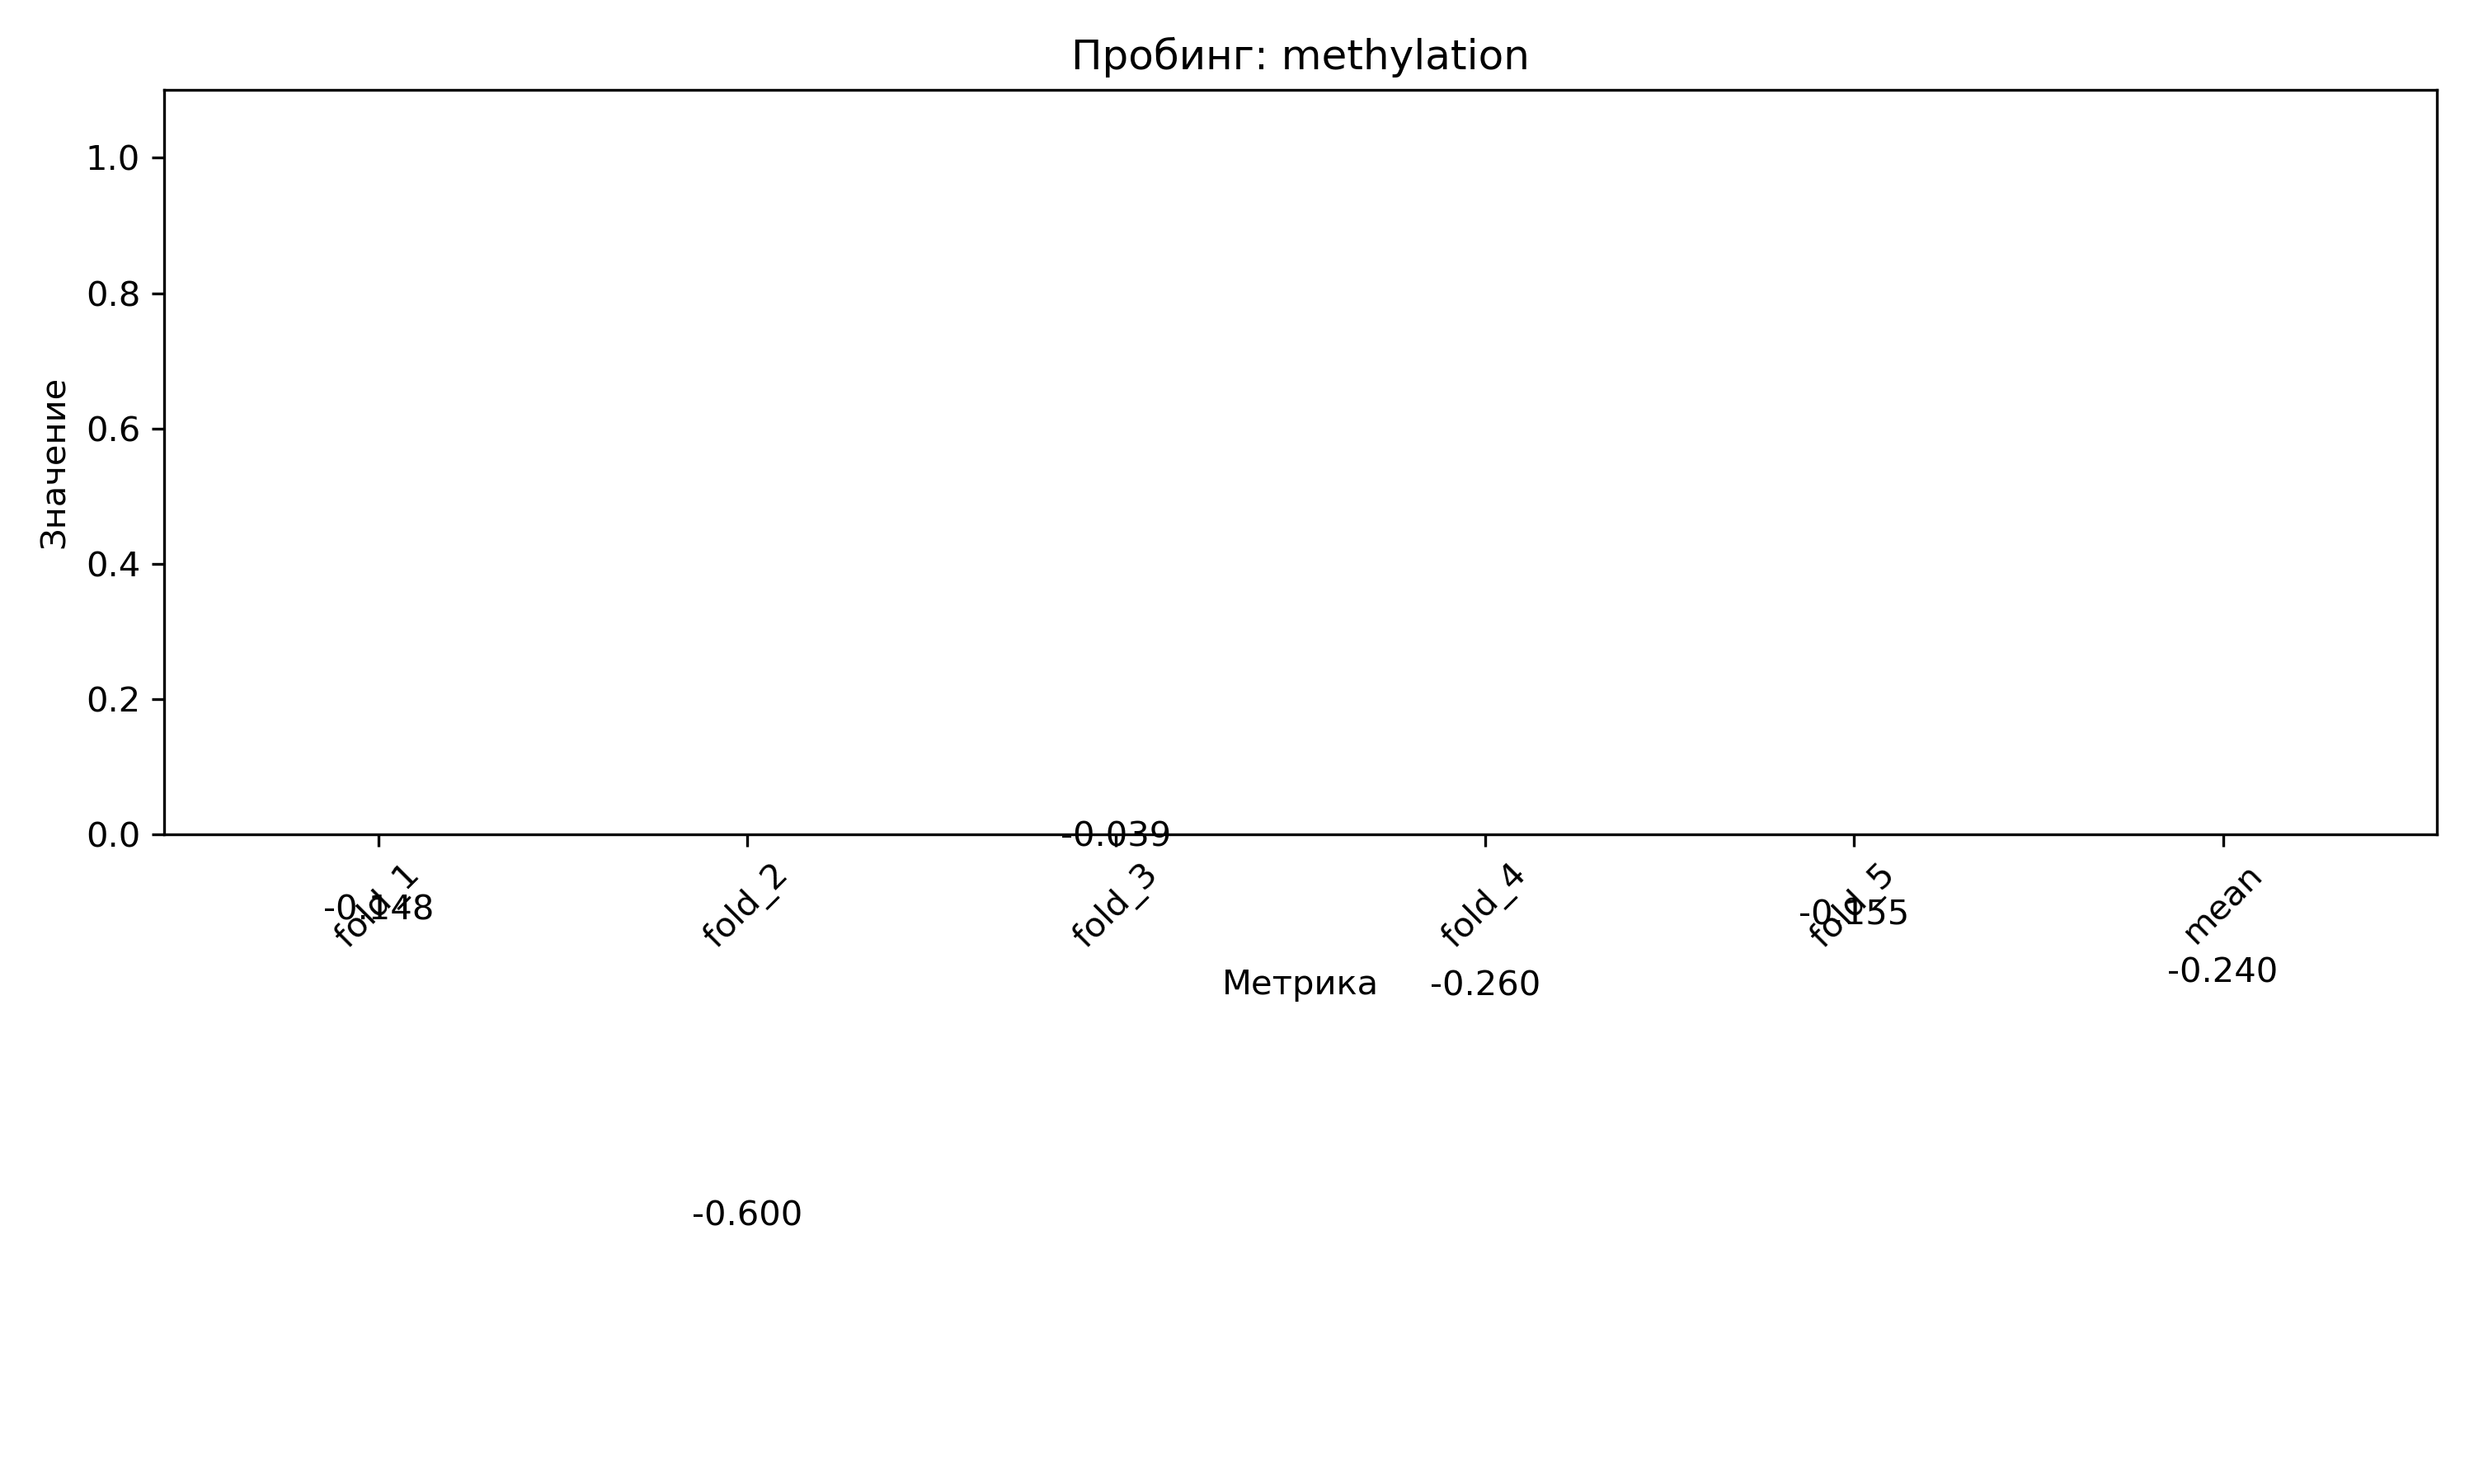 Пробинг: methylation
1.0
0.8
0.6
0.4
0.2
0.0
Значение
-0.148
-0.600
-0.039
-0.260
-0.155
-0.240
fold_1
fold_2
fold_3
fold_4
fold_5
mean
Метрика